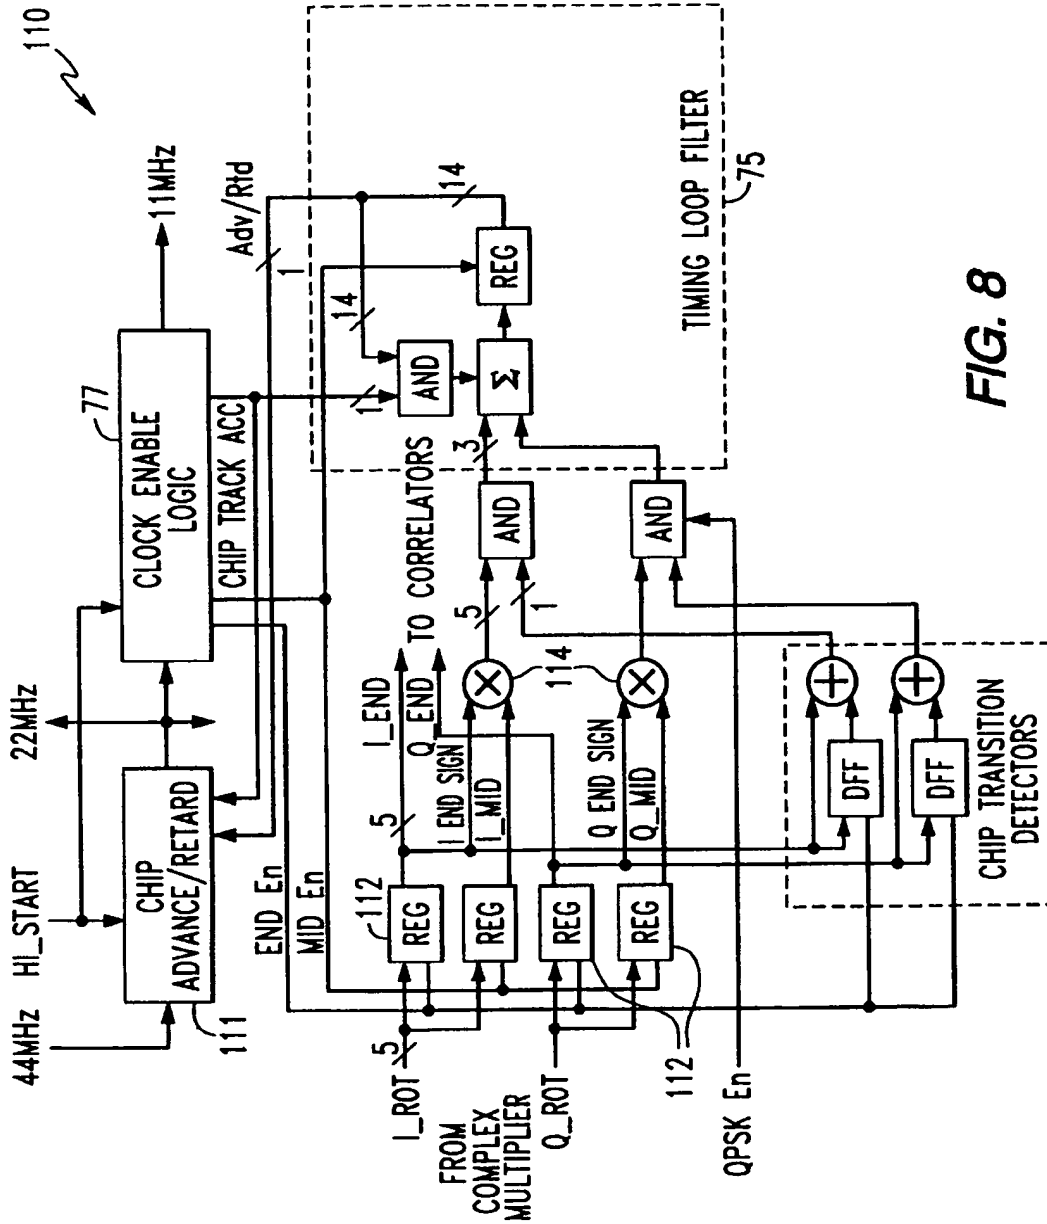 110
44MHz
HI_START
22MHz
11MHz
77
CHIP
ADVANCE/RETARD
111
CLOCK ENABLE
LOGIC
CHIP TRACK ACC
Adv/Rtd
1
END En
MID En
14
14
1
AND
Σ
REG
3
TIMING LOOP FILTER
75
I_ROT
5
FROM
COMPLEX
MULTIPLIER
Q_ROT
112
REG
REG
REG
REG
112
5
I_END
Q_END
TO CORRELATORS
I END SIGN
I_MID
Q END SIGN
Q_MID
114
5
1
AND
AND
QPSK En
DFF
DFF
CHIP TRANSITION
DETECTORS
FIG. 8